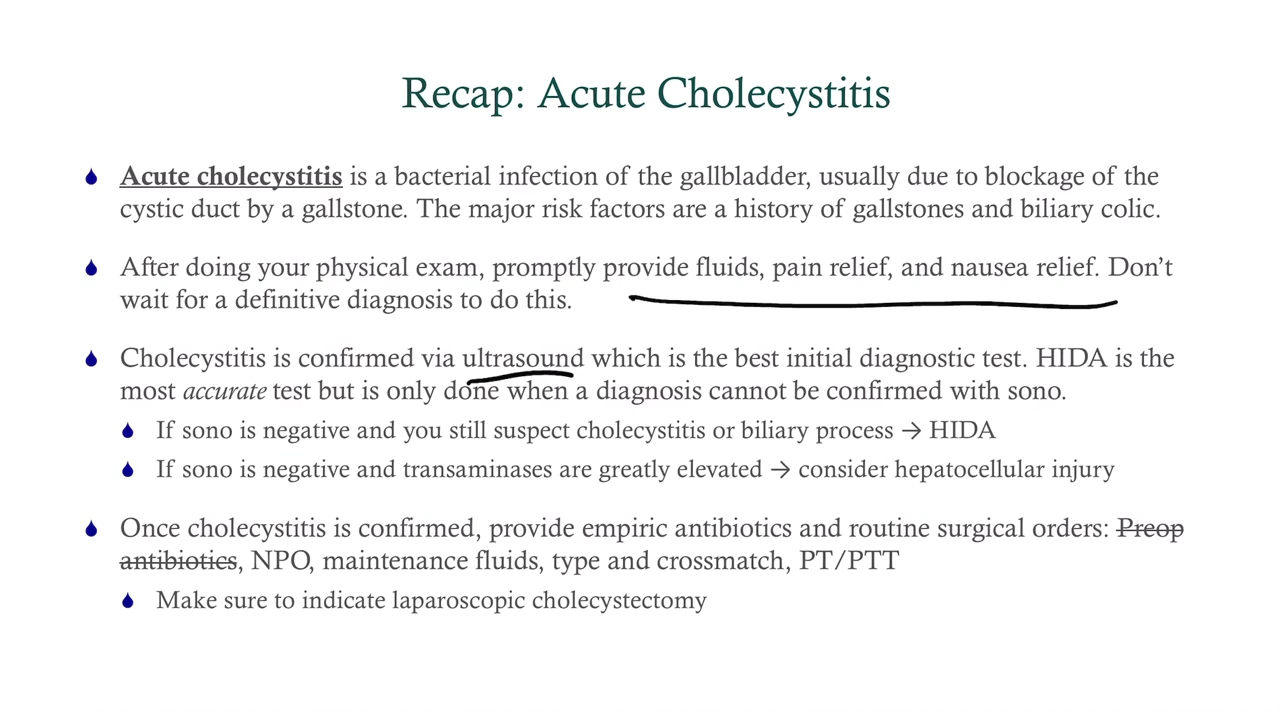 Recap: Acute Cholecystitis
Acute cholecystitis is a bacterial infection of the gallbladder, usually due to blockage of the
cystic duct by a gallstone. The major risk factors are a history of gallstones and biliary colic.
After doing your physical exam, promptly provide fluids, pain relief, and nausea relief. Don’t
wait for a definitive diagnosis to do this.
Cholecystitis is confirmed via ultrasound which is the best initial diagnostic test. HIDA is the
most accurate test but is only done when a diagnosis cannot be confirmed with sono.
If sono is negative and you still suspect cholecystitis or biliary process → HIDA
If sono is negative and transaminases are greatly elevated → consider hepatocellular injury
Once cholecystitis is confirmed, provide empiric antibiotics and routine surgical orders: Preop
antibiotics, NPO, maintenance fluids, type and crossmatch, PT/PTT
Make sure to indicate laparoscopic cholecystectomy